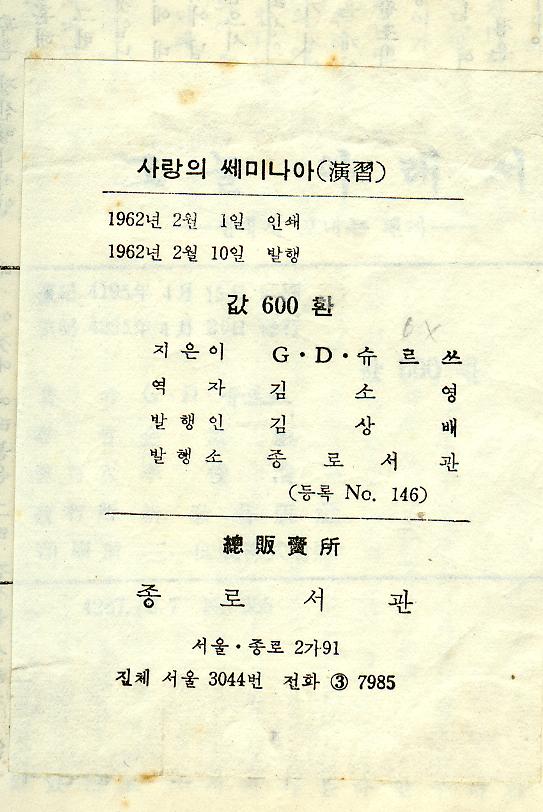 사랑의 쎄미나아(演習)
1962년 2월 1일 인쇄
1962년 2월 10일 발행
값 600 환
지은이 G·D·슈르쯔
역자 김소영
발행인 김상배
발행소 종로서관
(등록 No. 146)
總販賣所
종로서관
서울·종로 2가91
진체 서울 3044번 전화 ③ 7985